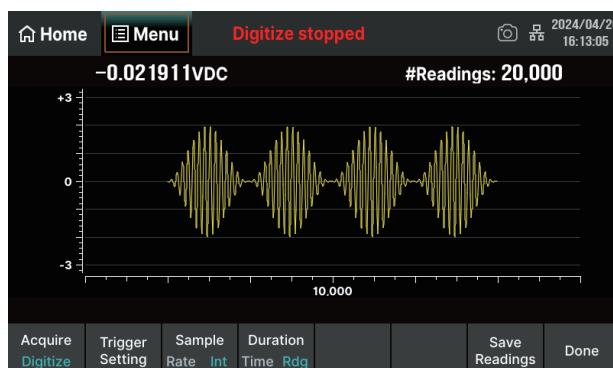 Home
Menu
Digitize stopped
2024/04/2
16:13:05
-0.021911VDC
#Readings: 20,000
+3
0
-3
10,000
Acquire
Digitize
Trigger
Setting
Sample
Rate Int
Duration
Time Rdg
Save
Readings
Done